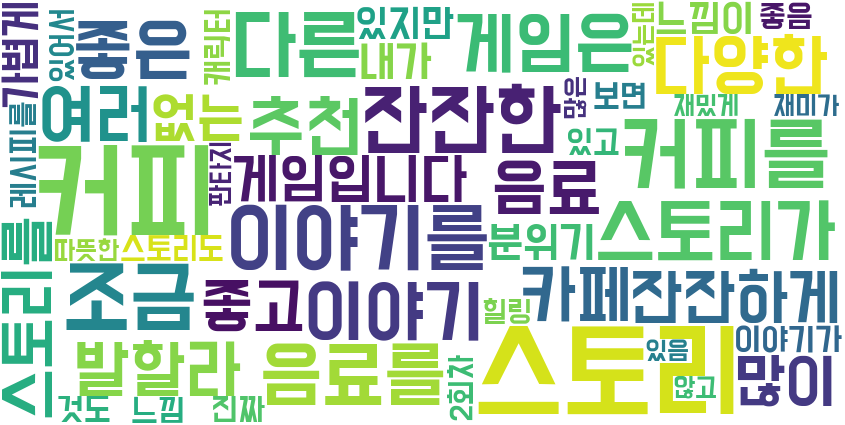 가볍게
있어서
좋은
캐릭터
다른
있지만
내가
게임은
있는데
느낌이
좋음
다양한
레시피를
여러
없는
추천
잔잔한
많은
보면
재밌게
재미가
있고
커피를
커피
판타지
게임입니다
음료
스토리를
따뜻한
스토리도
이야기를
분위기
스토리가
조금
좋고
이야기
힐링
카페
잔잔하게
발할라
음료를
2회차
스토리
있음
이야기가
않고
많이
것도
느낌
진짜